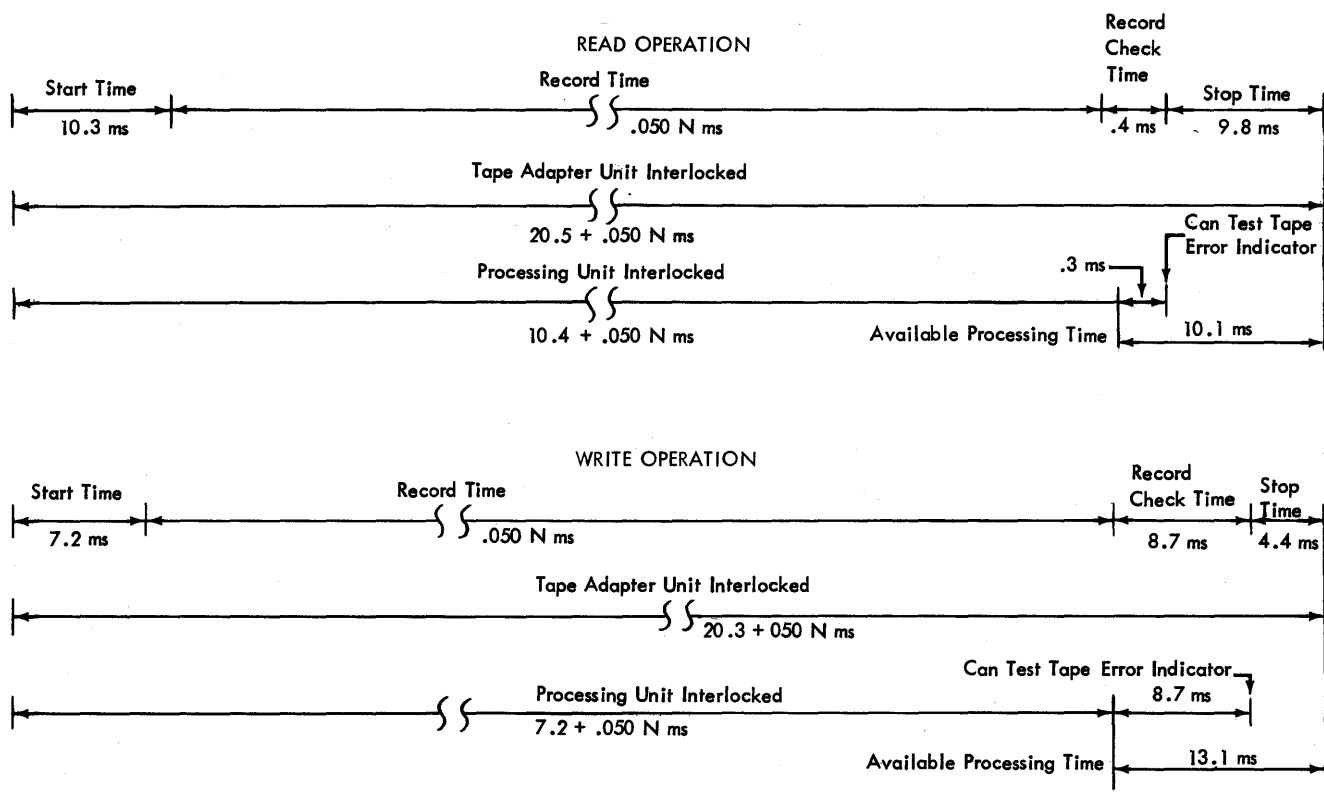 READ OPERATION
Record
Check
Time
Start Time
Record Time
Stop Time
10.3 ms
.050 N ms
.4 ms
9.8 ms
Tape Adapter Unit Interlocked
20.5 + .050 N ms
Can Test Tape
Error Indicator
Processing Unit Interlocked
.3 ms
10.4 + .050 N ms
Available Processing Time
10.1 ms
WRITE OPERATION
Start Time
Record Time
Record
Check Time
Stop
Time
7.2 ms
.050 N ms
8.7 ms
4.4 ms
Tape Adapter Unit Interlocked
20.3 + 050 N ms
Can Test Tape Error Indicator
Processing Unit Interlocked
8.7 ms
7.2 + .050 N ms
Available Processing Time
13.1 ms